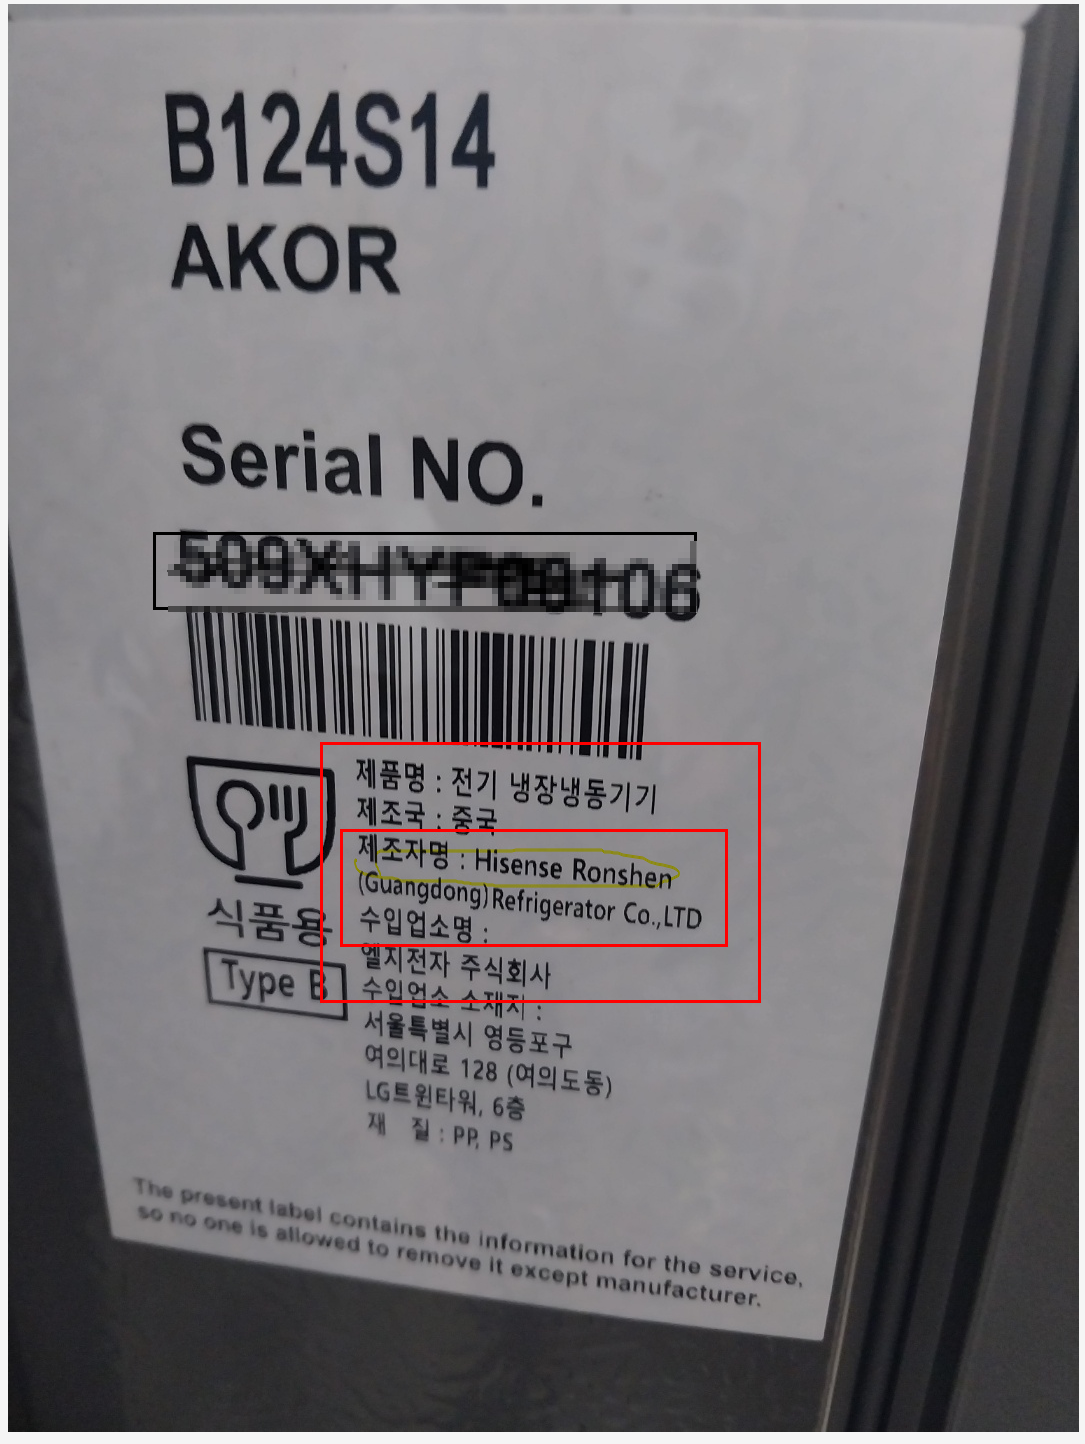 B124S14
AKOR
Serial NO.
제품명 : 전기 냉장냉동기기
제조국 : 중국
제조자명 : Hisense Ronshen
(Guangdong)Refrigerator Co.,LTD
수입업소명 :
엘지전자 주식회사
수입업소 소재지 :
서울특별시 영등포구
여의대로 128 (여의도동)
LG트윈타워, 6층
재 질 : PP, PS
식품용
Type B
The present label contains the information for the service,
so no one is allowed to remove it except manufacturer.